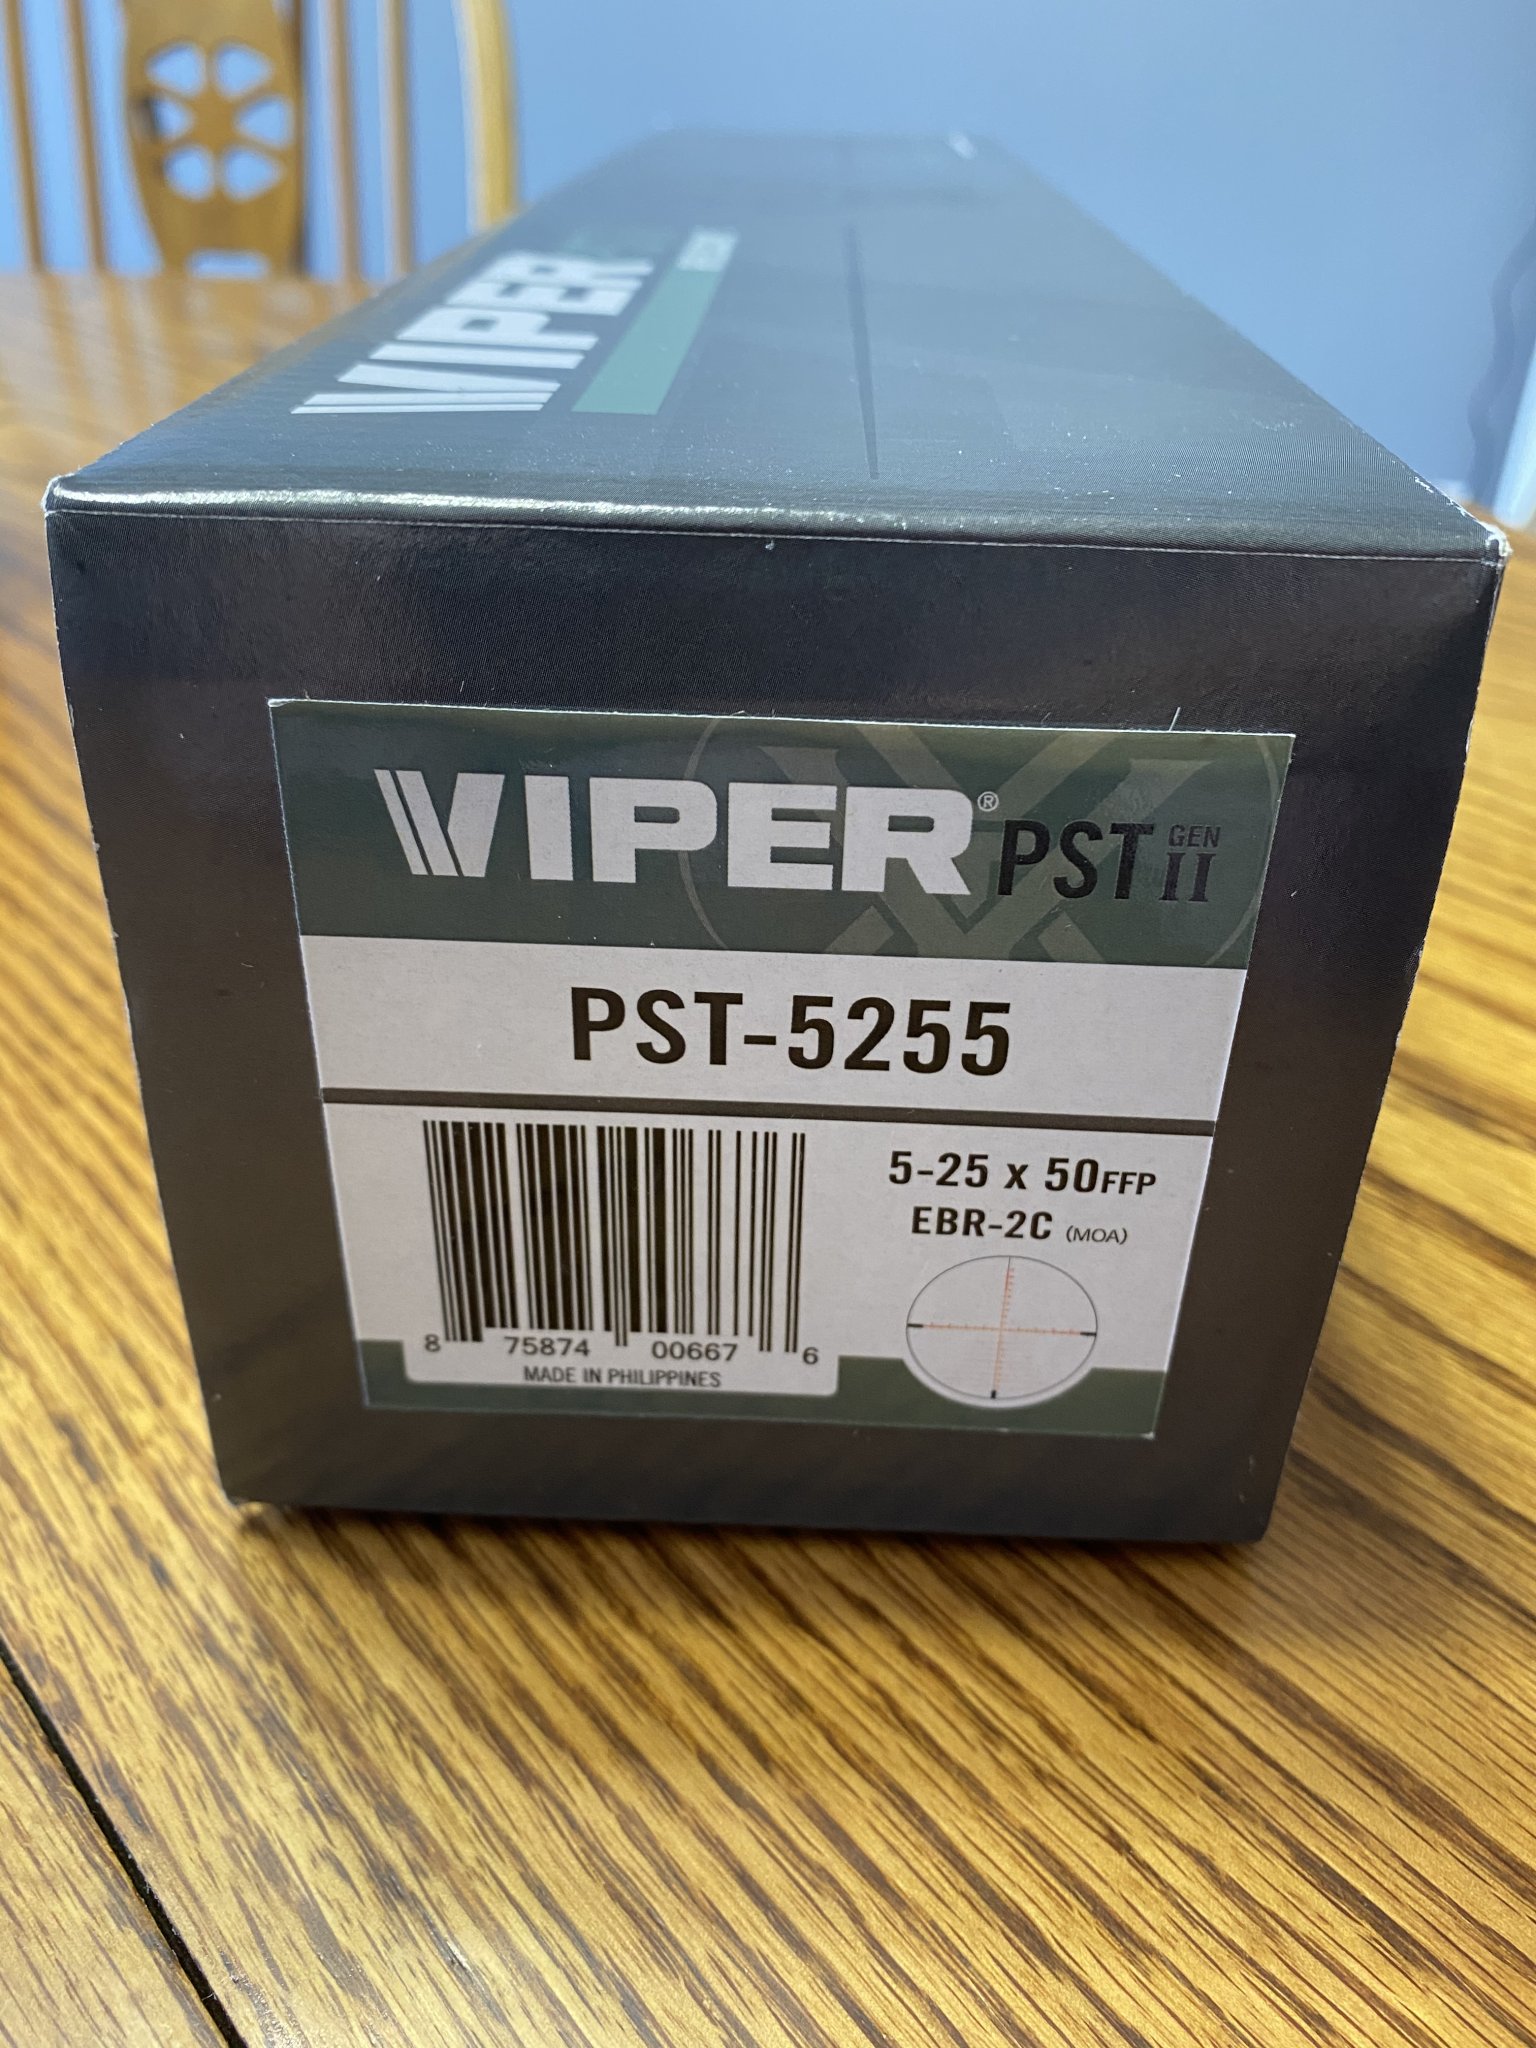 VIPER
VIPER® PST GEN II
PST-5255
5-25 x 50FFP
EBR-2C (MOA)
8 75874 00667 6
MADE IN PHILIPPINES